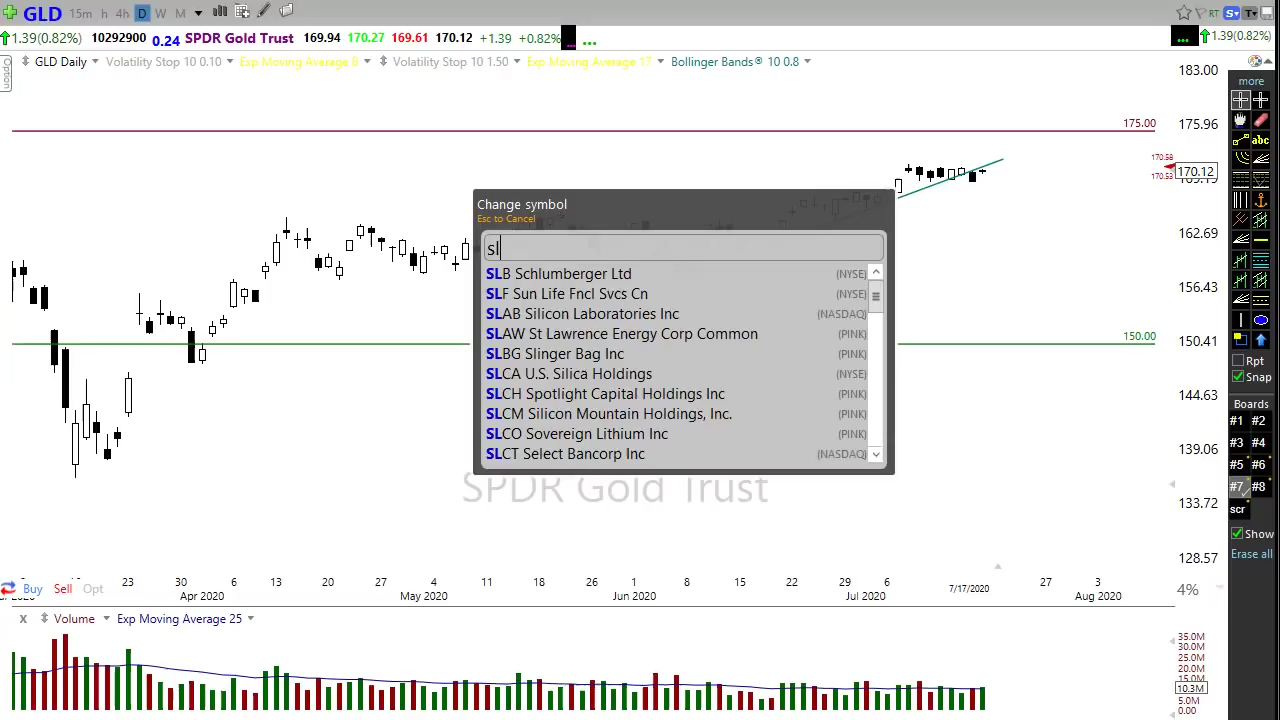 GLD 15m h 4h D W M RT S T
1.39(0.82%) 10292900 0.24 SPDR Gold Trust 169.94 170.27 169.61 170.12 +1.39 +0.82% ... ... ... 1.39(0.82%)
Option
GLD Daily Volatility Stop 10 0.10 Exp Moving Average 8 Volatility Stop 10 1.50 Exp Moving Average 17 Bollinger Bands® 10 0.8
183.00
175.00
175.96
170.58
170.12
170.53
162.69
156.43
150.00
150.41
144.63
139.06
133.72
128.57
Change symbol
Esc to Cancel
sl
SLB Schlumberger Ltd (NYSE)
SLF Sun Life Fncl Svcs Cn (NYSE)
SLAB Silicon Laboratories Inc (NASDAQ)
SLAW St Lawrence Energy Corp Common (PINK)
SLBG Slinger Bag Inc (PINK)
SLCA U.S. Silica Holdings (NYSE)
SLCH Spotlight Capital Holdings Inc (PINK)
SLCM Silicon Mountain Holdings, Inc. (PINK)
SLCO Sovereign Lithium Inc (PINK)
SLCT Select Bancorp Inc (NASDAQ)
SPDR Gold Trust
more
abc
Rpt
Snap
Boards
#1 #2
#3 #4
#5 #6
#7 #8
scr
Show
Erase all
23 30 6 13 20 27 4 11 18 26 1 8 15 22 29 6 7/17/2020 27 3
Apr 2020 May 2020 Jun 2020 Jul 2020 Aug 2020
Buy Sell Opt
4%
x Volume Exp Moving Average 25
35.0M
30.0M
25.0M
20.0M
15.0M
10.3M
5.0M
0.00